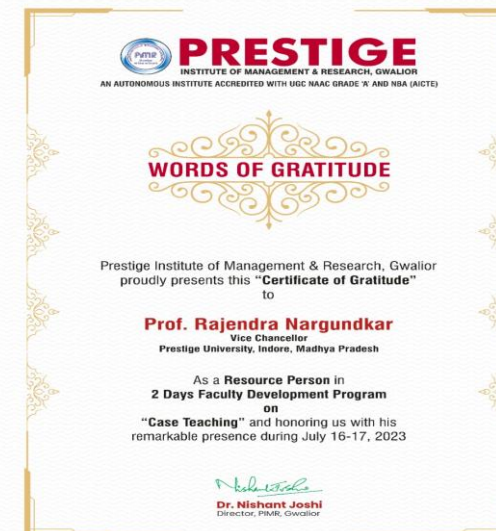 PIMR
PRESTIGE
INSTITUTE OF MANAGEMENT & RESEARCH, GWALIOR
AN AUTONOMOUS INSTITUTE ACCREDITED WITH UGC NAAC GRADE 'A' AND NBA (AICTE)
WORDS OF GRATITUDE
Prestige Institute of Management & Research, Gwalior
proudly presents this "Certificate of Gratitude"
to
Prof. Rajendra Nargundkar
Vice Chancellor
Prestige University, Indore, Madhya Pradesh
As a Resource Person in
2 Days Faculty Development Program
on
"Case Teaching" and honoring us with his
remarkable presence during July 16-17, 2023
Dr. Nishant Joshi
Director, PIMR, Gwalior